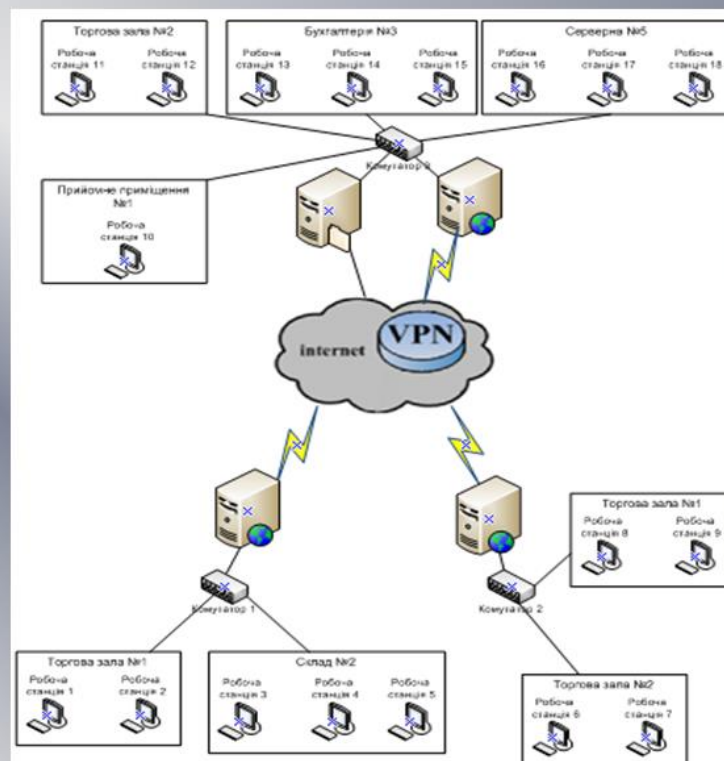 Торгова зала №2
Робоча
станція 11
Робоча
станція 12
Бухгалтерія №3
Робоча
станція 13
Робоча
станція 14
Робоча
станція 15
Серверна №5
Робоча
станція 16
Робоча
станція 17
Робоча
станція 18
Комутатор 3
Прийомне приміщення
№1
Робоча
станція 10
VPN
internet
Торгова зала №1
Робоча
станція 8
Робоча
станція 9
Комутатор 1
Комутатор 2
Торгова зала №1
Робоча
станція 1
Робоча
станція 2
Склад №2
Робоча
станція 3
Робоча
станція 4
Робоча
станція 5
Торгова зала №2
Робоча
станція 6
Робоча
станція 7